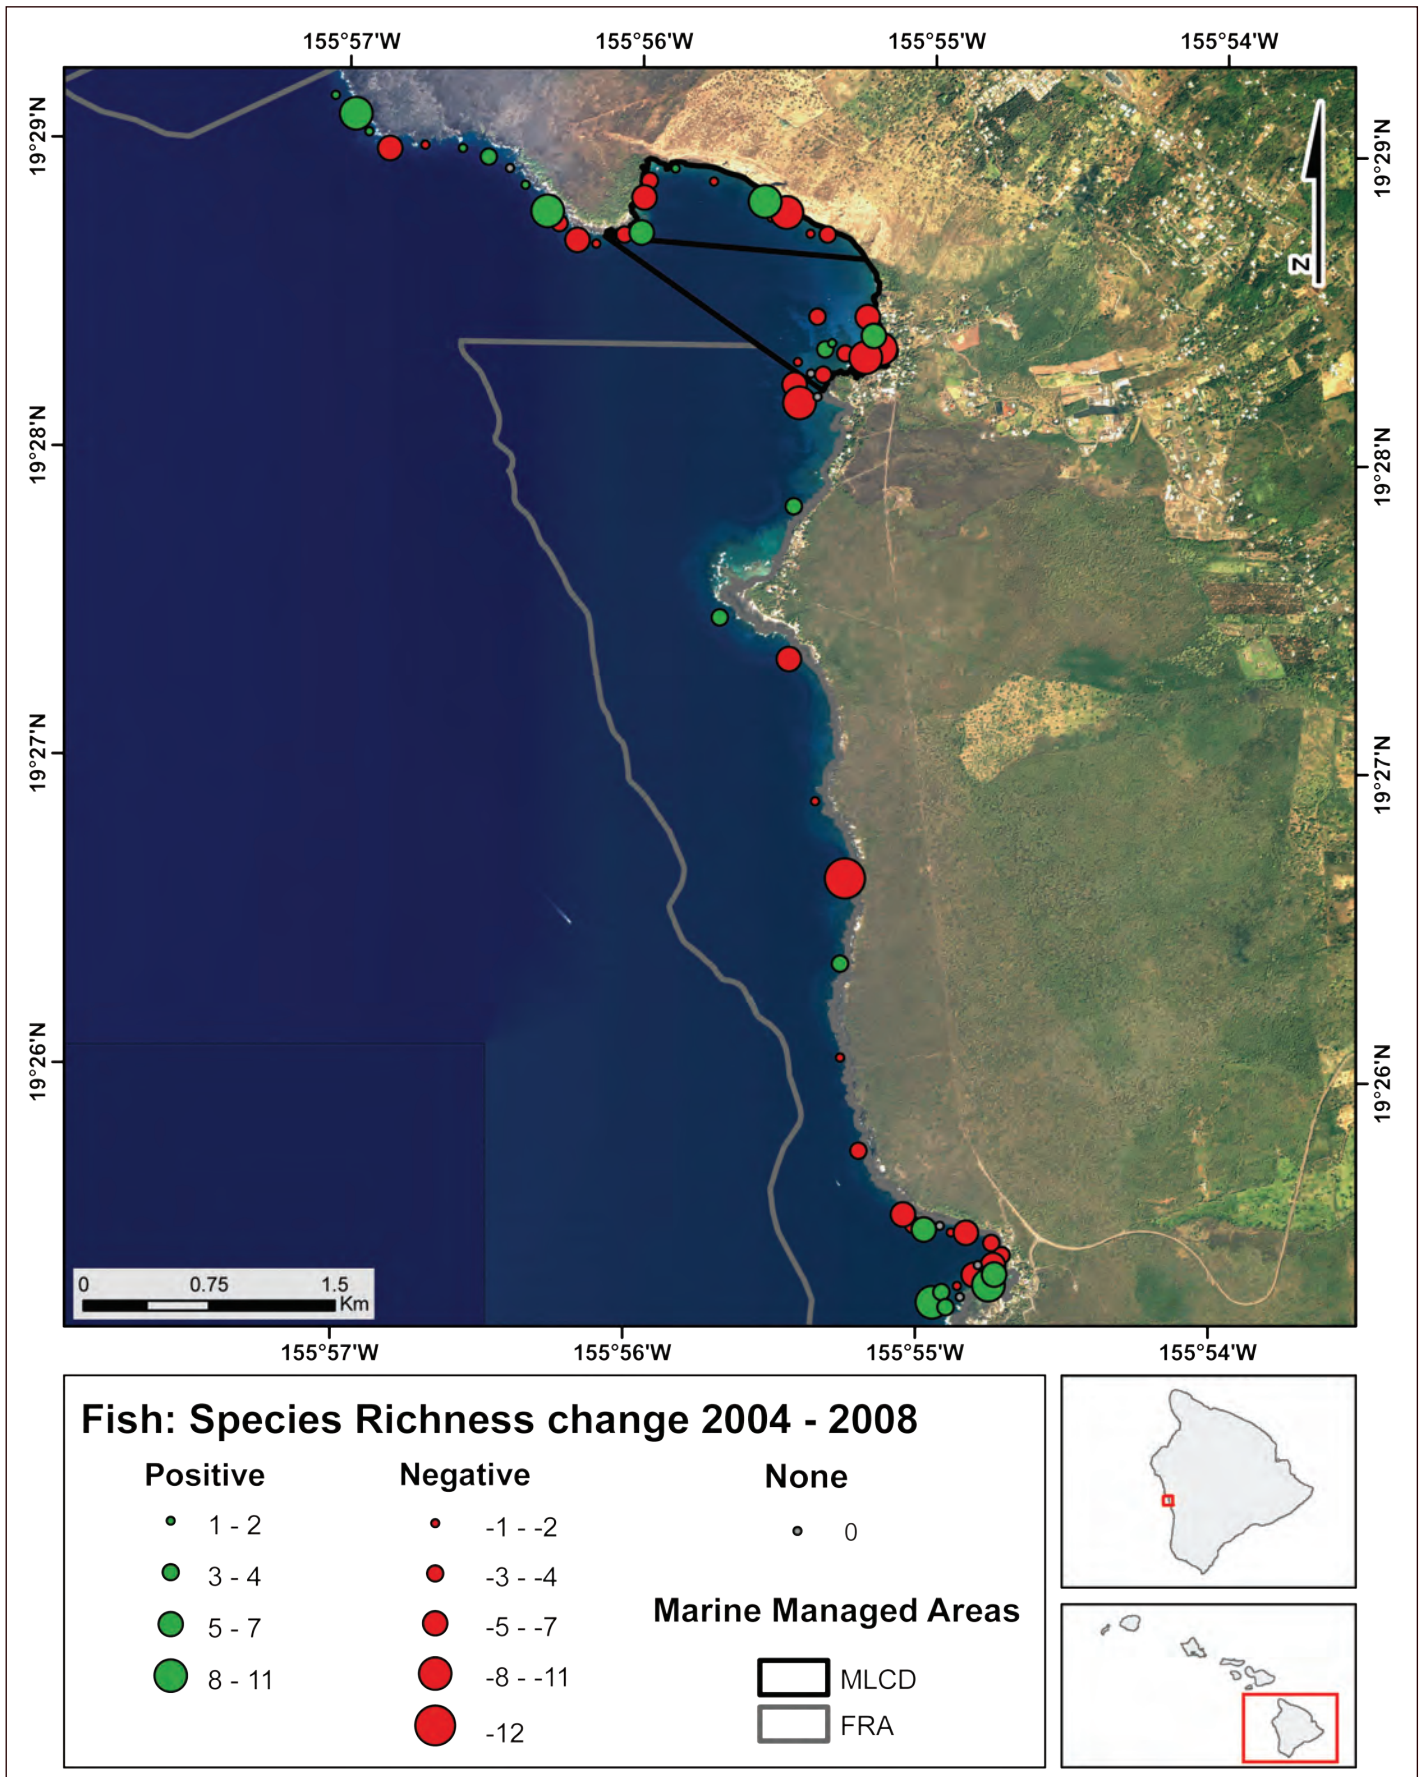 155°57'W 155°56'W 155°55'W 155°54'W
19°29'N 19°29'N
19°28'N 19°28'N
19°27'N 19°27'N
19°26'N 19°26'N
N
0 0.75 1.5
Km
155°57'W 155°56'W 155°55'W 155°54'W
Fish: Species Richness change 2004 - 2008
Positive Negative None
1 - 2 -1 - -2 0
3 - 4 -3 - -4
5 - 7 -5 - -7
8 - 11 -8 - -11
-12
Marine Managed Areas
MLCD
FRA